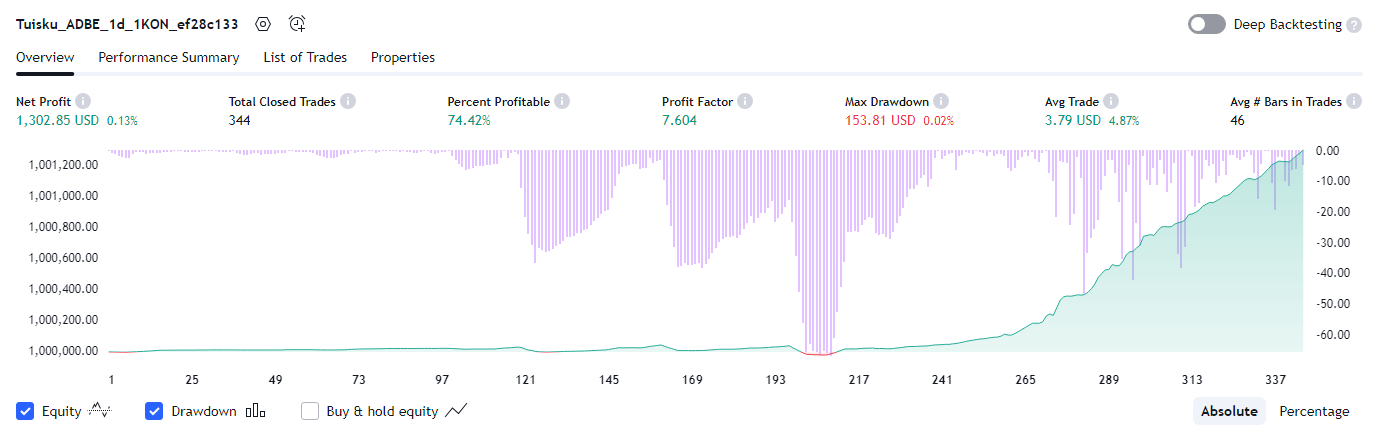 Tuisku_ADBE_1d_1KON_ef28c133 Deep Backtesting ?
Overview Performance Summary List of Trades Properties
Net Profit Total Closed Trades Percent Profitable Profit Factor Max Drawdown Avg Trade Avg # Bars in Trades
1,302.85 USD 0.13% 344 74.42% 7.604 153.81 USD 0.02% 3.79 USD 4.87% 46
1,001,200.00 0.00
1,001,000.00 -10.00
1,000,800.00 -20.00
1,000,600.00 -30.00
1,000,400.00 -40.00
1,000,200.00 -50.00
1,000,000.00 -60.00
1 25 49 73 97 121 145 169 193 217 241 265 289 313 337
Equity Drawdown Buy & hold equity Absolute Percentage